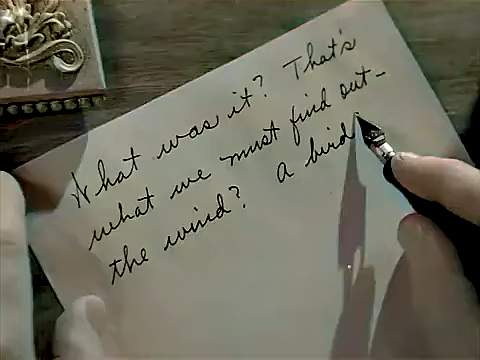 What was it? That's
what we must find out-
the wind? A bird